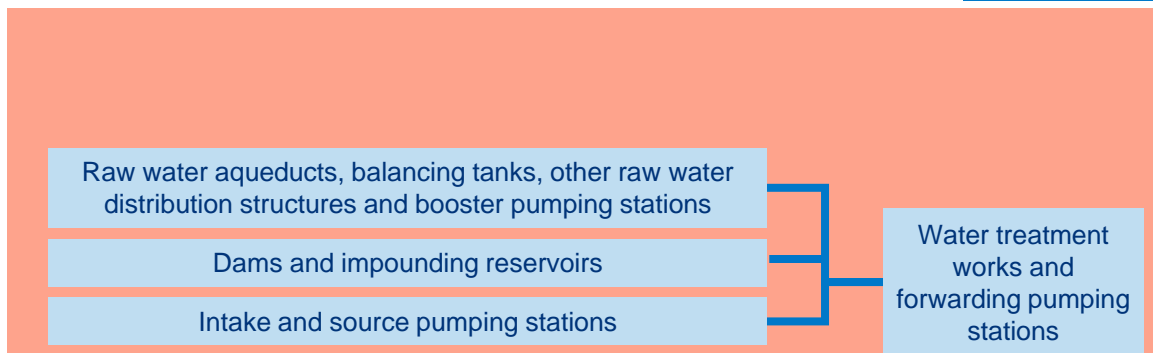 Raw water aqueducts, balancing tanks, other raw water
distribution structures and booster pumping stations
Dams and impounding reservoirs
Intake and source pumping stations
Water treatment
works and
forwarding pumping
stations